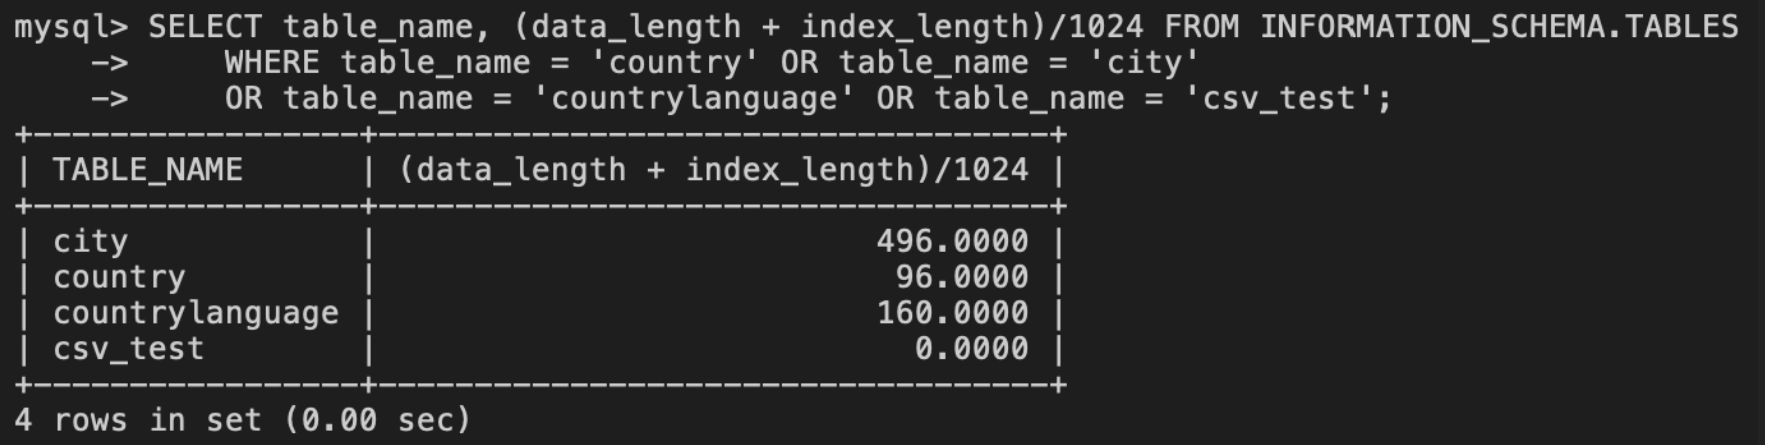 mysql> SELECT table_name, (data_length + index_length)/1024 FROM INFORMATION_SCHEMA.TABLES
    ->     WHERE table_name = 'country' OR table_name = 'city'
    ->     OR table_name = 'countrylanguage' OR table_name = 'csv_test';
+-----------------+-----------------------------------+
| TABLE_NAME      | (data_length + index_length)/1024 |
+-----------------+-----------------------------------+
| city            |                          496.0000 |
| country         |                           96.0000 |
| countrylanguage |                          160.0000 |
| csv_test        |                            0.0000 |
+-----------------+-----------------------------------+
4 rows in set (0.00 sec)